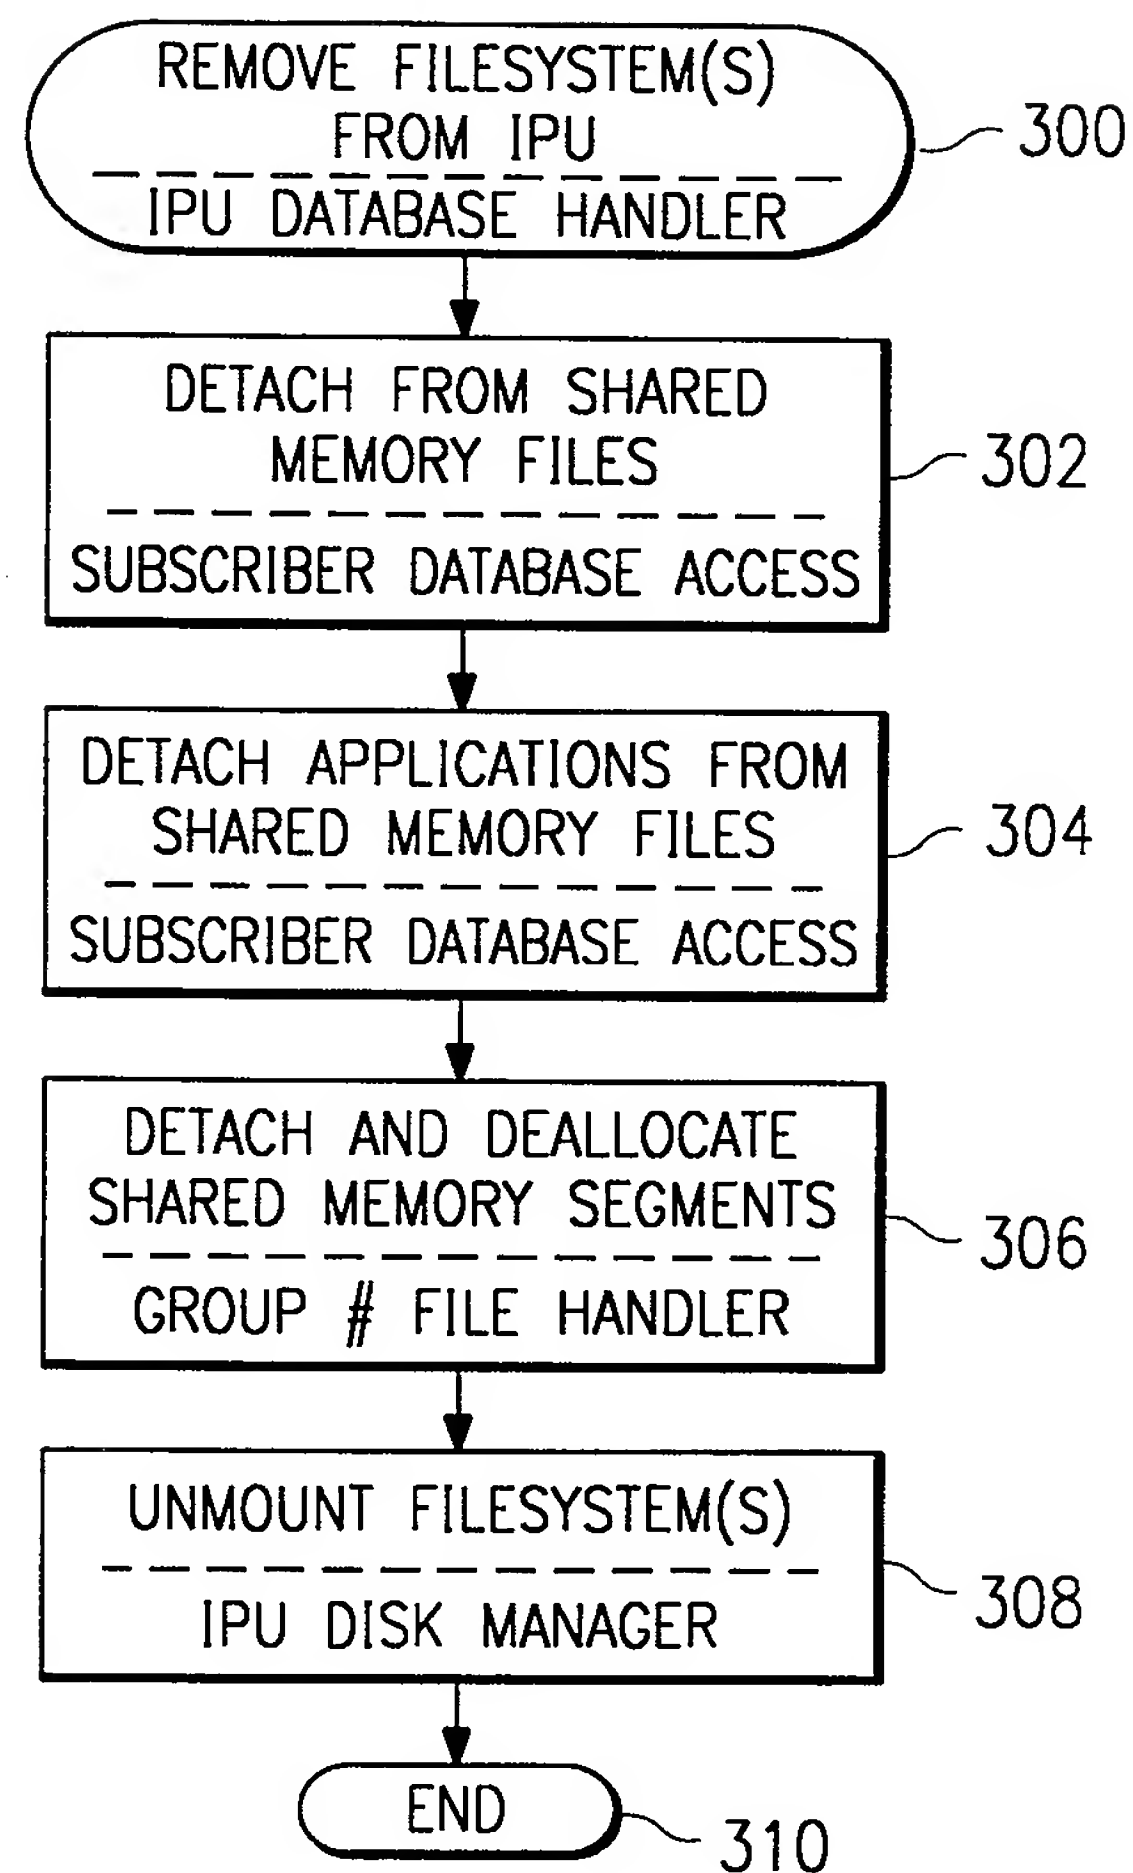 REMOVE FILESYSTEM(S)
FROM IPU
IPU DATABASE HANDLER
300
DETACH FROM SHARED
MEMORY FILES
SUBSCRIBER DATABASE ACCESS
302
DETACH APPLICATIONS FROM
SHARED MEMORY FILES
SUBSCRIBER DATABASE ACCESS
304
DETACH AND DEALLOCATE
SHARED MEMORY SEGMENTS
GROUP # FILE HANDLER
306
UNMOUNT FILESYSTEM(S)
IPU DISK MANAGER
308
END
310